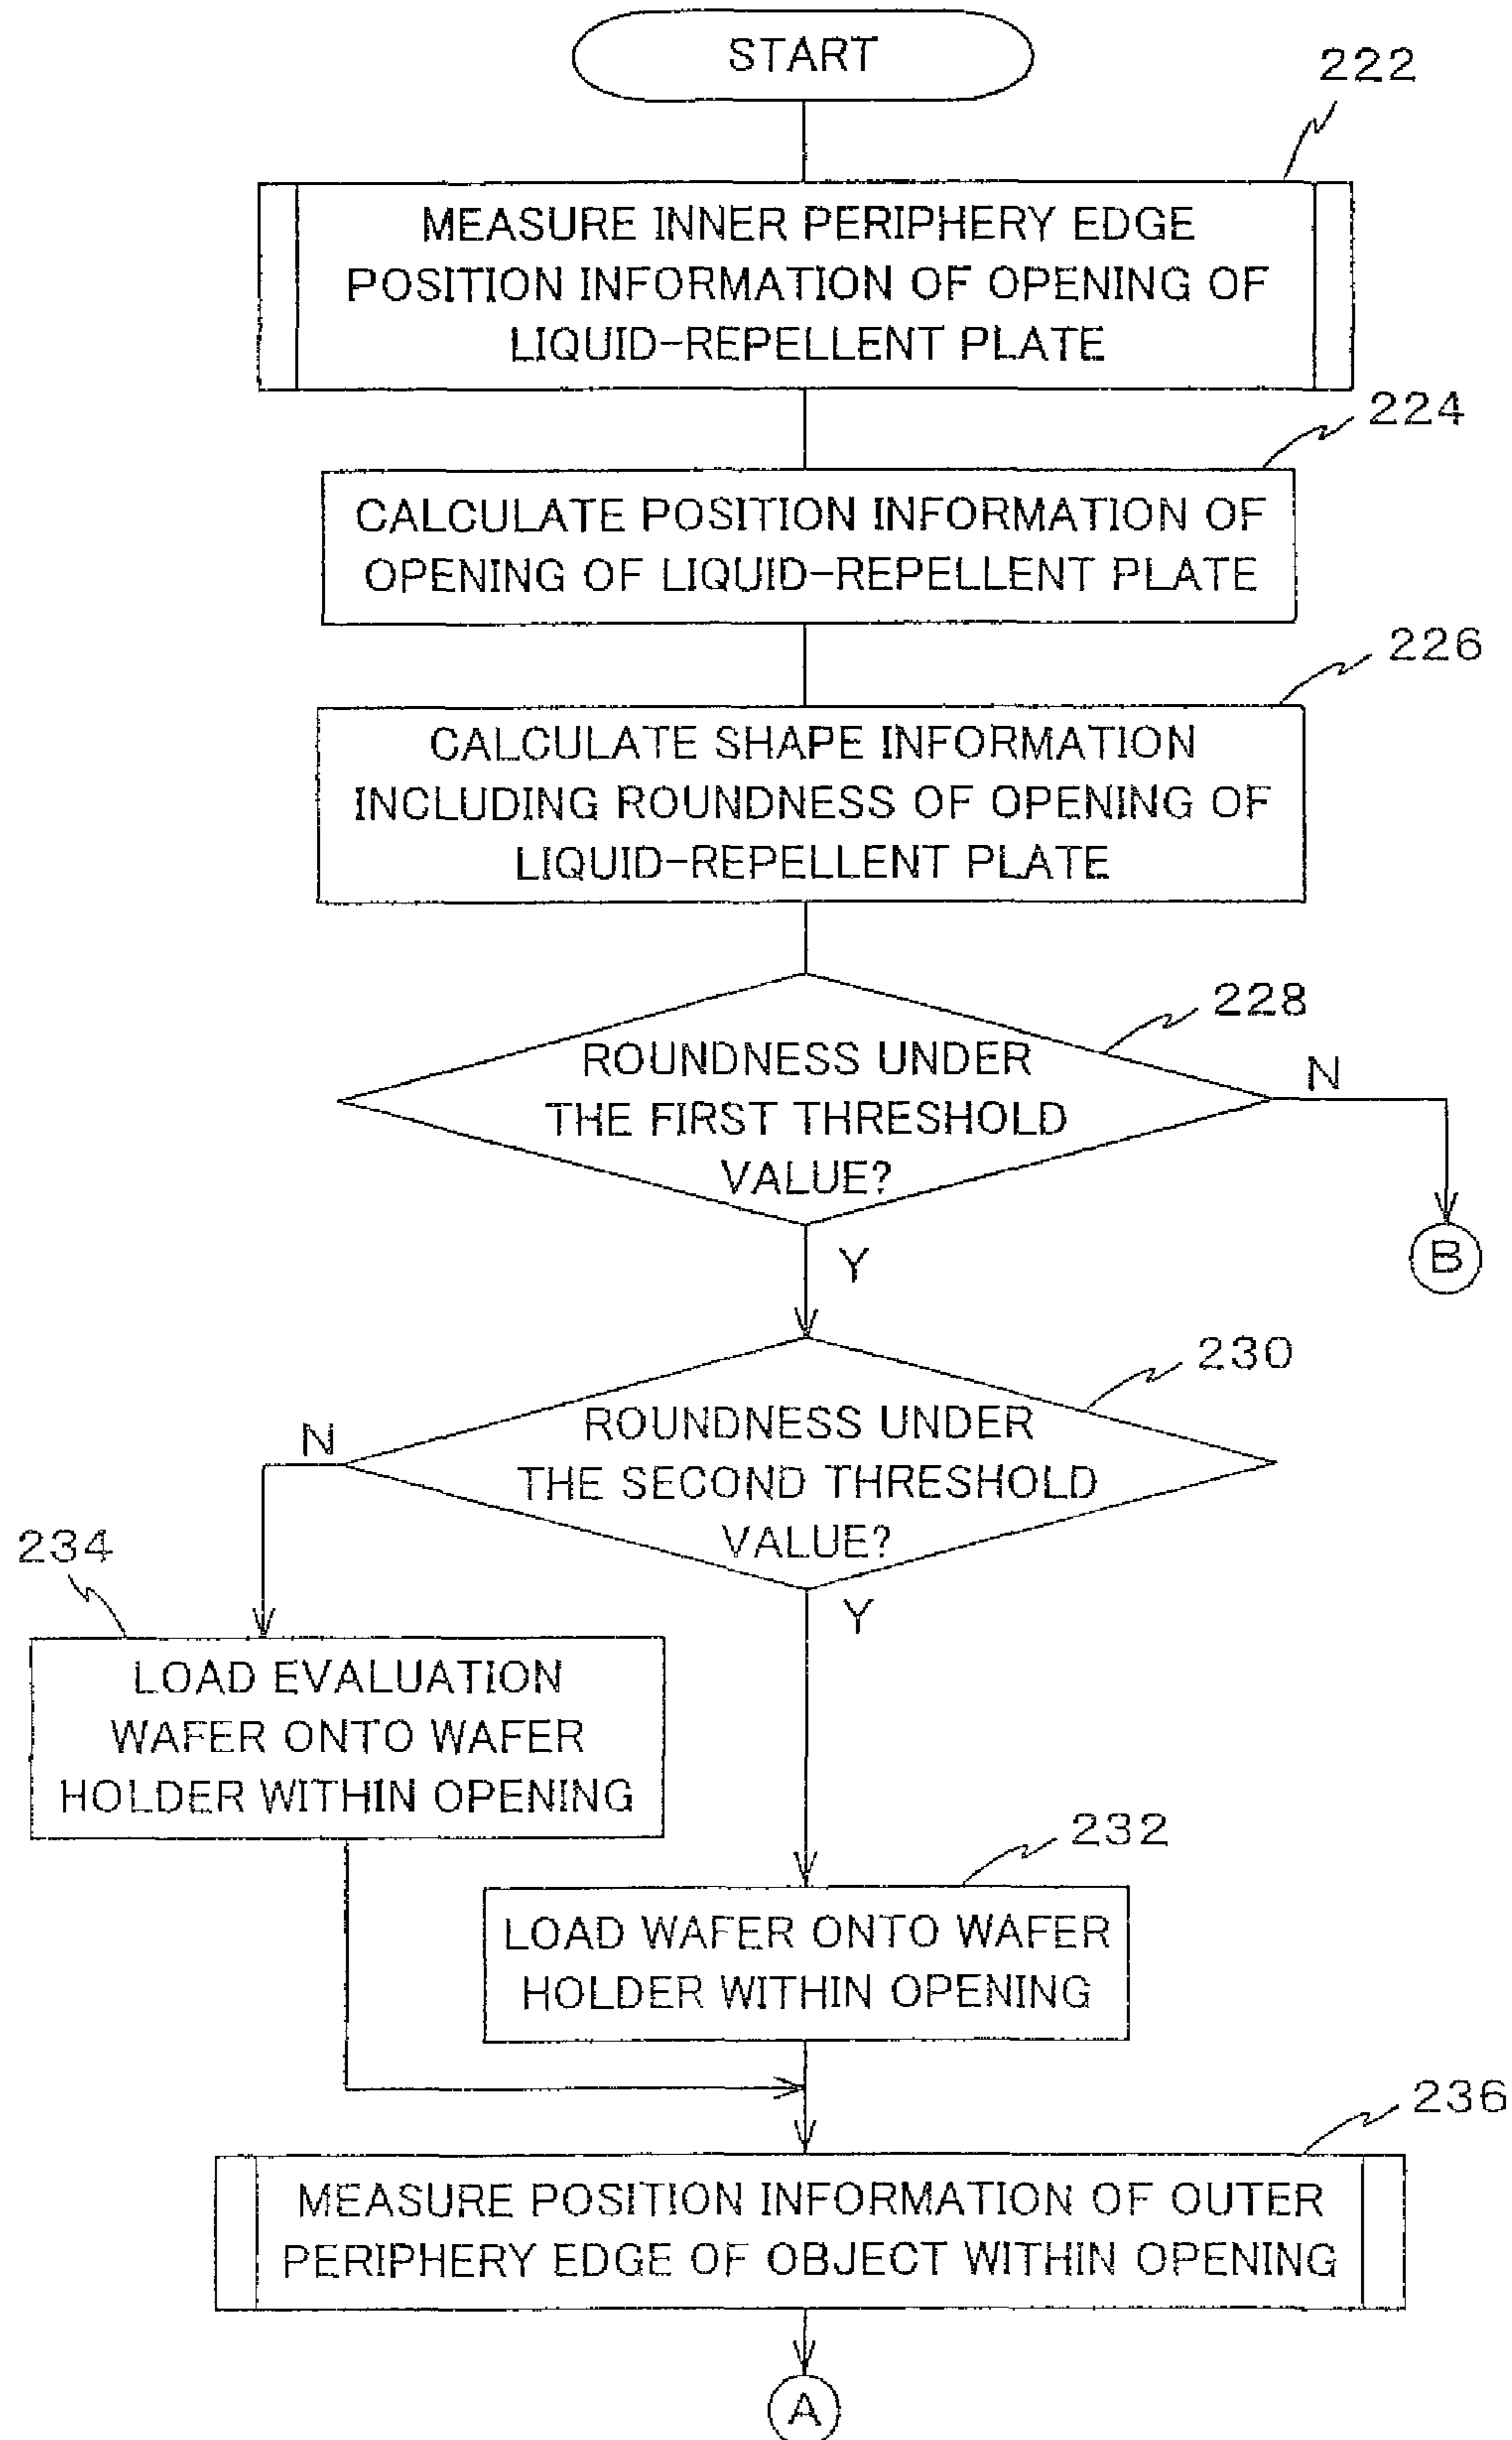 START
222
MEASURE INNER PERIPHERY EDGE
POSITION INFORMATION OF OPENING OF
LIQUID-REPELLENT PLATE
224
CALCULATE POSITION INFORMATION OF
OPENING OF LIQUID-REPELLENT PLATE
226
CALCULATE SHAPE INFORMATION
INCLUDING ROUNDNESS OF OPENING OF
LIQUID-REPELLENT PLATE
228
ROUNDNESS UNDER
THE FIRST THRESHOLD
VALUE?
N
B
Y
230
ROUNDNESS UNDER
THE SECOND THRESHOLD
VALUE?
N
Y
234
LOAD EVALUATION
WAFER ONTO WAFER
HOLDER WITHIN OPENING
232
LOAD WAFER ONTO WAFER
HOLDER WITHIN OPENING
236
MEASURE POSITION INFORMATION OF OUTER
PERIPHERY EDGE OF OBJECT WITHIN OPENING
A